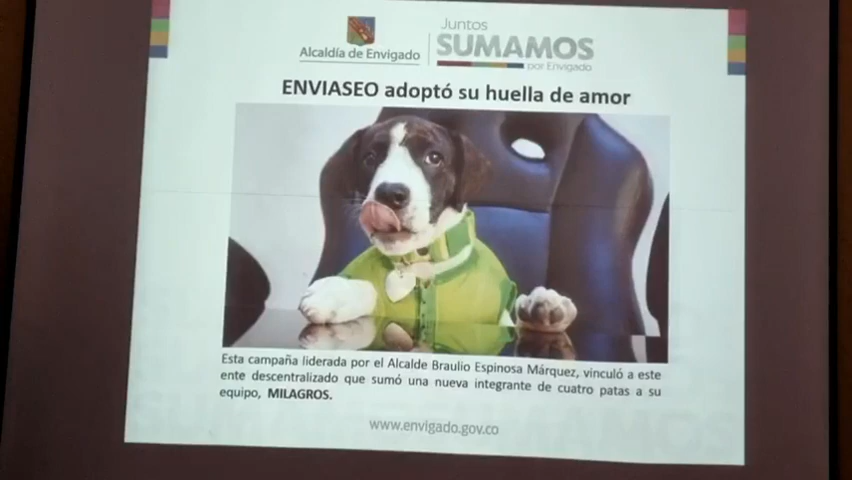 Alcaldía de Envigado
Juntos
SUMAMOS
por Envigado
ENVIASEO adoptó su huella de amor
Esta campaña liderada por el Alcalde Braulio Espinosa Márquez, vinculó a este
ente descentralizado que sumó una nueva integrante de cuatro patas a su
equipo, MILAGROS.
www.envigado.gov.co